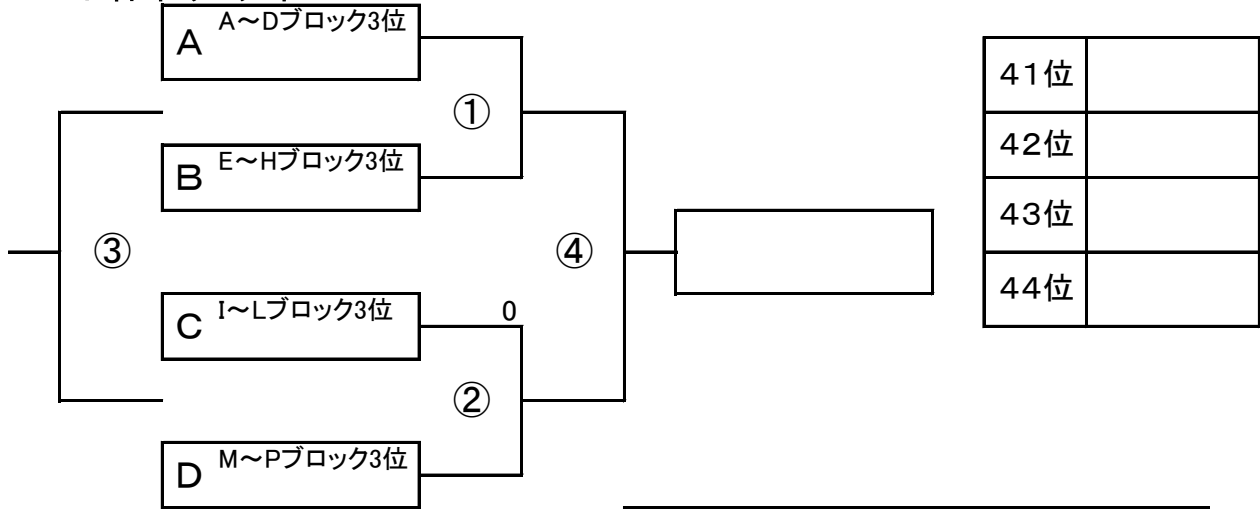 A A～Dブロック3位
①
B E～Hブロック3位
③
④
C I～Lブロック3位
0
②
D M～Pブロック3位
41位
42位
43位
44位